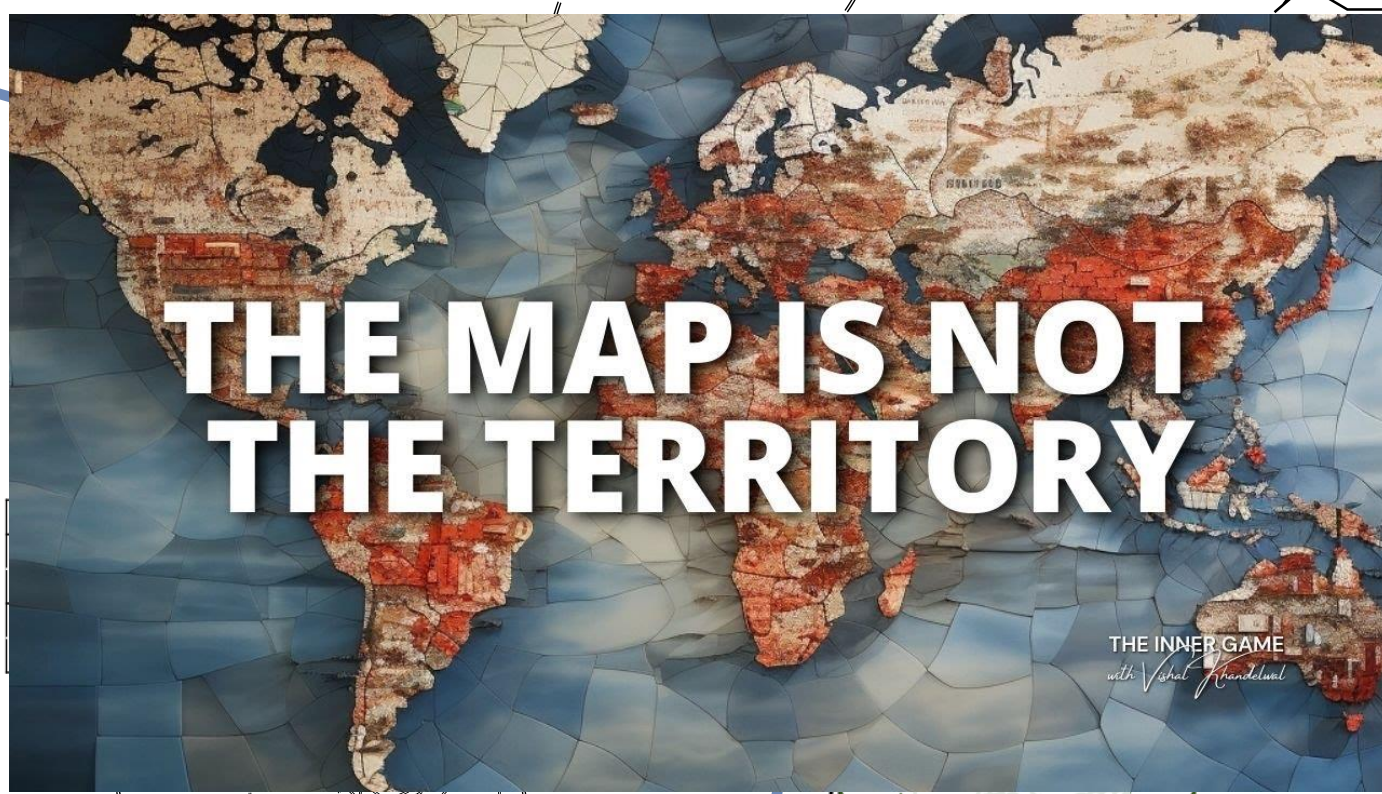 THE MAP IS NOT
THE TERRITORY
THE INNER GAME
with Vishal Khandelwal